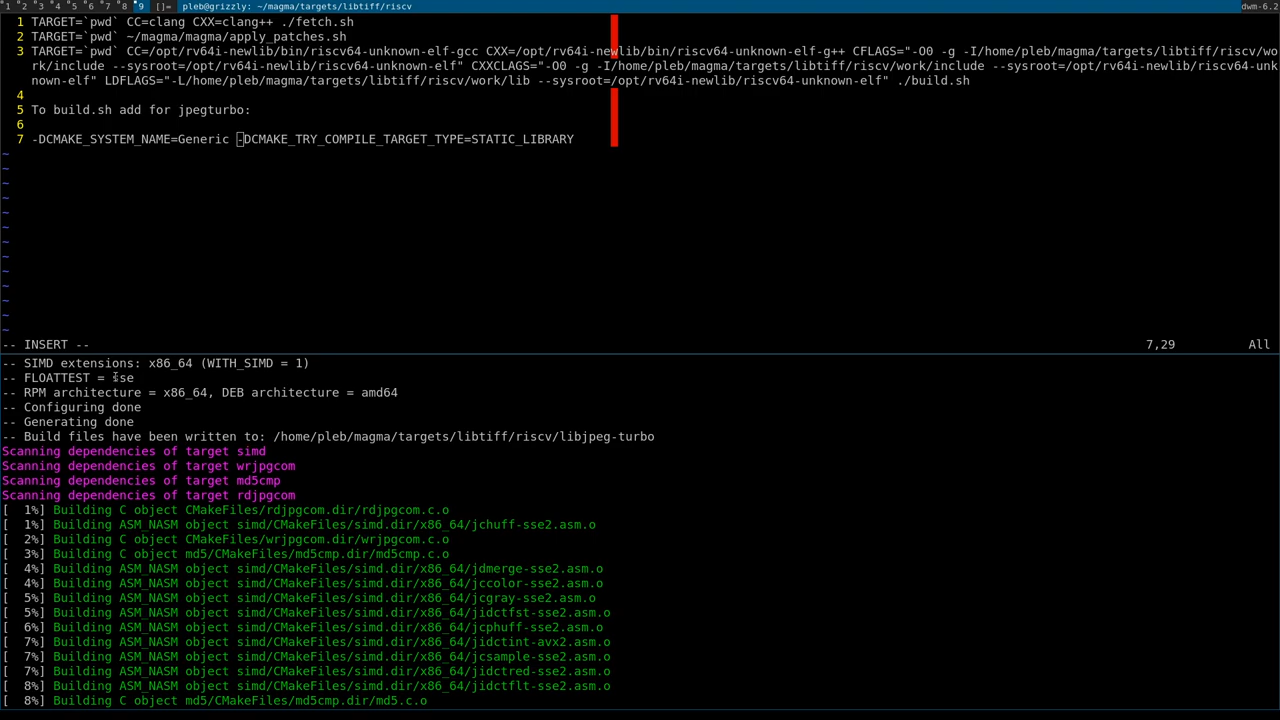 1 2 3 4 5 6 7 8 9 []= pleb@grizzly: ~/magma/targets/libtiff/riscv dwm-6.2
1 TARGET=`pwd` CC=clang CXX=clang++ ./fetch.sh
2 TARGET=`pwd` ~/magma/magma/apply_patches.sh
3 TARGET=`pwd` CC=/opt/rv64i-newlib/bin/riscv64-unknown-elf-gcc CXX=/opt/rv64i-newlib/bin/riscv64-unknown-elf-g++ CFLAGS="-O0 -g -I/home/pleb/magma/targets/libtiff/riscv/wo
rk/include --sysroot=/opt/rv64i-newlib/riscv64-unknown-elf" CXXCLAGS="-O0 -g -I/home/pleb/magma/targets/libtiff/riscv/work/include --sysroot=/opt/rv64i-newlib/riscv64-unk
nown-elf" LDFLAGS="-L/home/pleb/magma/targets/libtiff/riscv/work/lib --sysroot=/opt/rv64i-newlib/riscv64-unknown-elf" ./build.sh
4
5 To build.sh add for jpegturbo:
6
7 -DCMAKE_SYSTEM_NAME=Generic -DCMAKE_TRY_COMPILE_TARGET_TYPE=STATIC_LIBRARY
~
~
~
~
~
~
~
~
~
~
~
~
~
-- INSERT -- 7,29 All
-- SIMD extensions: x86_64 (WITH_SIMD = 1)
-- FLOATTEST = sse
-- RPM architecture = x86_64, DEB architecture = amd64
-- Configuring done
-- Generating done
-- Build files have been written to: /home/pleb/magma/targets/libtiff/riscv/libjpeg-turbo
Scanning dependencies of target simd
Scanning dependencies of target wrjpgcom
Scanning dependencies of target md5cmp
Scanning dependencies of target rdjpgcom
[  1%] Building C object CMakeFiles/rdjpgcom.dir/rdjpgcom.c.o
[  1%] Building ASM_NASM object simd/CMakeFiles/simd.dir/x86_64/jchuff-sse2.asm.o
[  2%] Building C object CMakeFiles/wrjpgcom.dir/wrjpgcom.c.o
[  3%] Building C object md5/CMakeFiles/md5cmp.dir/md5cmp.c.o
[  4%] Building ASM_NASM object simd/CMakeFiles/simd.dir/x86_64/jdmerge-sse2.asm.o
[  4%] Building ASM_NASM object simd/CMakeFiles/simd.dir/x86_64/jccolor-sse2.asm.o
[  5%] Building ASM_NASM object simd/CMakeFiles/simd.dir/x86_64/jcgray-sse2.asm.o
[  5%] Building ASM_NASM object simd/CMakeFiles/simd.dir/x86_64/jidctfst-sse2.asm.o
[  6%] Building ASM_NASM object simd/CMakeFiles/simd.dir/x86_64/jcphuff-sse2.asm.o
[  7%] Building ASM_NASM object simd/CMakeFiles/simd.dir/x86_64/jidctint-avx2.asm.o
[  7%] Building ASM_NASM object simd/CMakeFiles/simd.dir/x86_64/jcsample-sse2.asm.o
[  7%] Building ASM_NASM object simd/CMakeFiles/simd.dir/x86_64/jidctred-sse2.asm.o
[  8%] Building ASM_NASM object simd/CMakeFiles/simd.dir/x86_64/jidctflt-sse2.asm.o
[  8%] Building C object md5/CMakeFiles/md5cmp.dir/md5.c.o